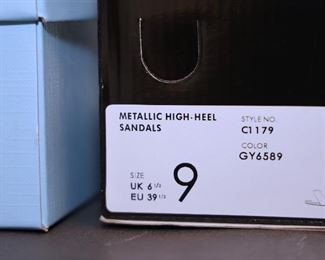 METALLIC HIGH-HEEL
SANDALS
STYLE NO.
C1179
COLOR
GY6589
SIZE
UK 6 1/2
EU 39 1/2
9